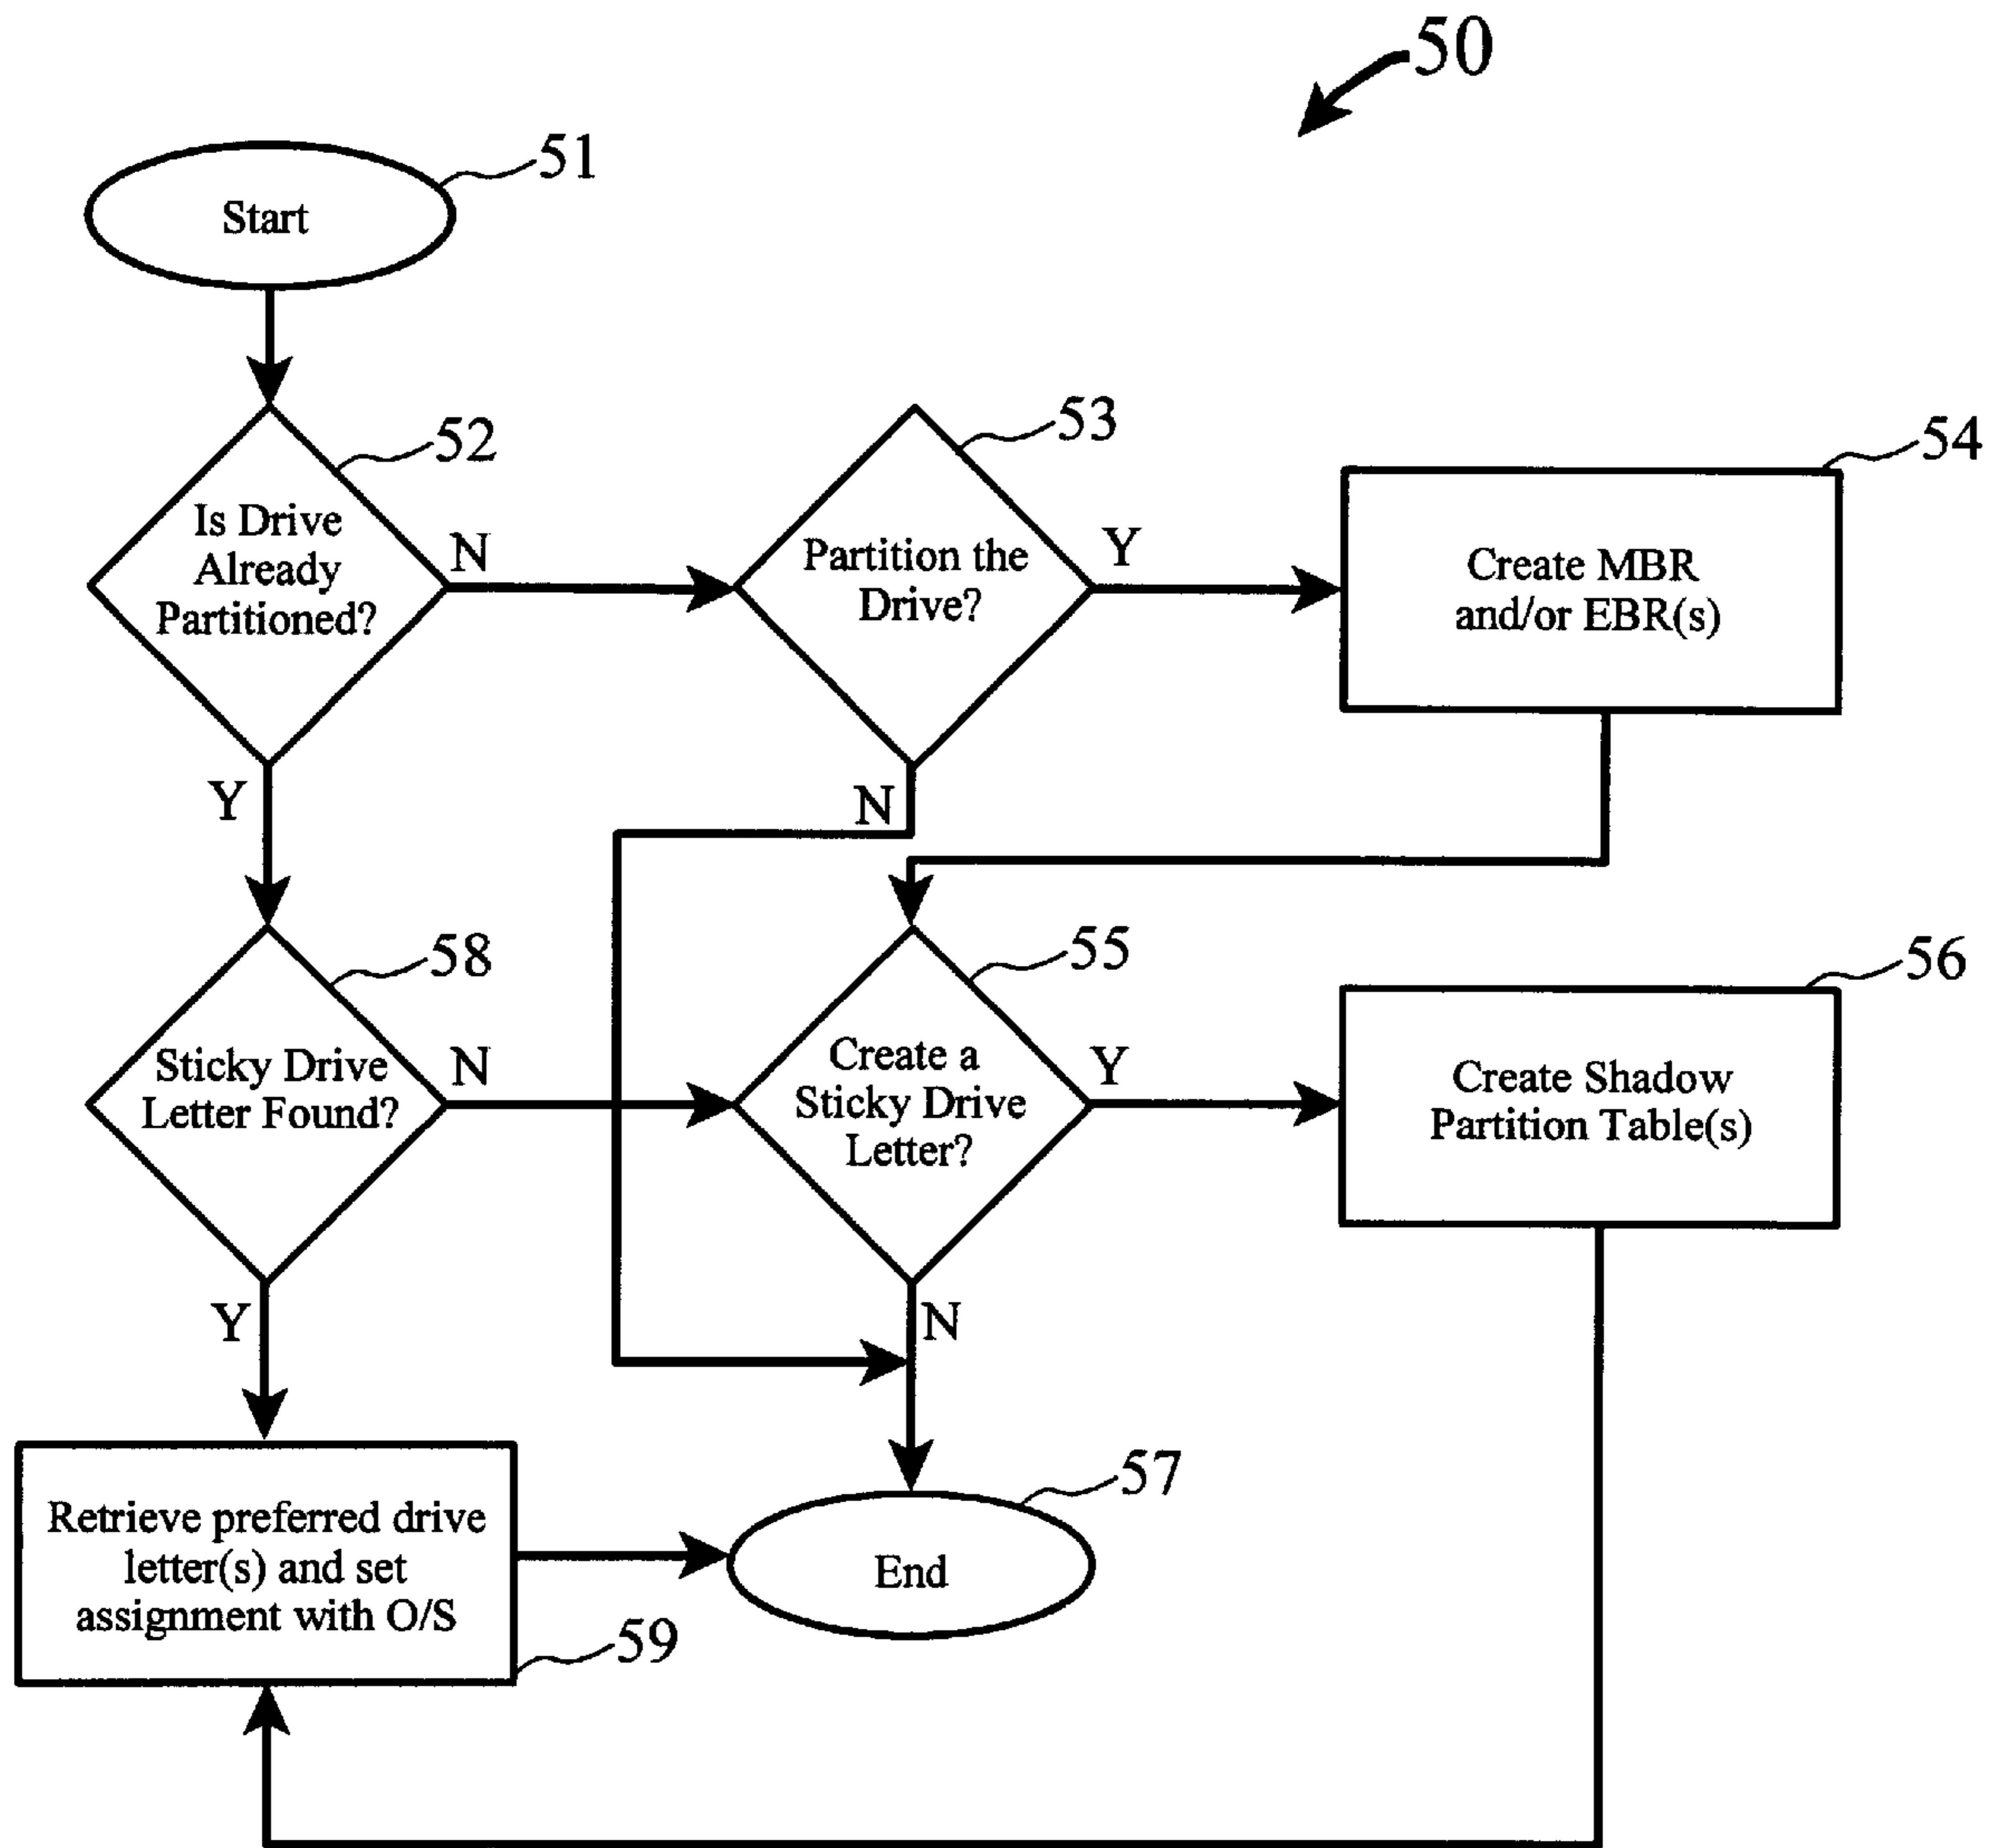 50
51
Start
52
53
54
Is Drive
Already
Partitioned?
N
Partition the
Drive?
Y
Create MBR
and/or EBR(s)
Y
N
58
55
56
Sticky Drive
Letter Found?
N
Create a
Sticky Drive
Letter?
Y
Create Shadow
Partition Table(s)
Y
N
57
Retrieve preferred drive
letter(s) and set
assignment with O/S
End
59